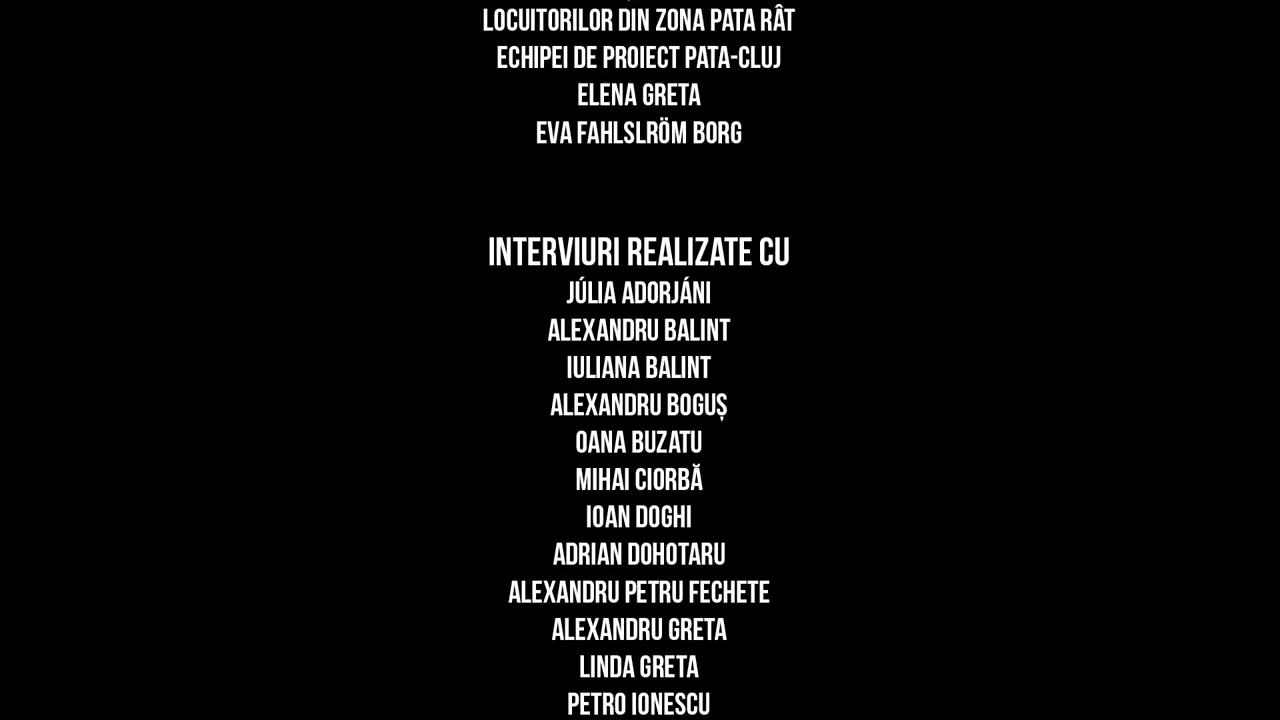 LOCUITORILOR DIN ZONA PATA RÂT
ECHIPEI DE PROIECT PATA-CLUJ
ELENA GRETA
EVA FAHLSLRÖM BORG
INTERVIURI REALIZATE CU
JÚLIA ADORJÁNI
ALEXANDRU BALINT
IULIANA BALINT
ALEXANDRU BOGUȘ
OANA BUZATU
MIHAI CIORBĂ
IOAN DOGHI
ADRIAN DOHOTARU
ALEXANDRU PETRU FECHETE
ALEXANDRU GRETA
LINDA GRETA
PETRO IONESCU